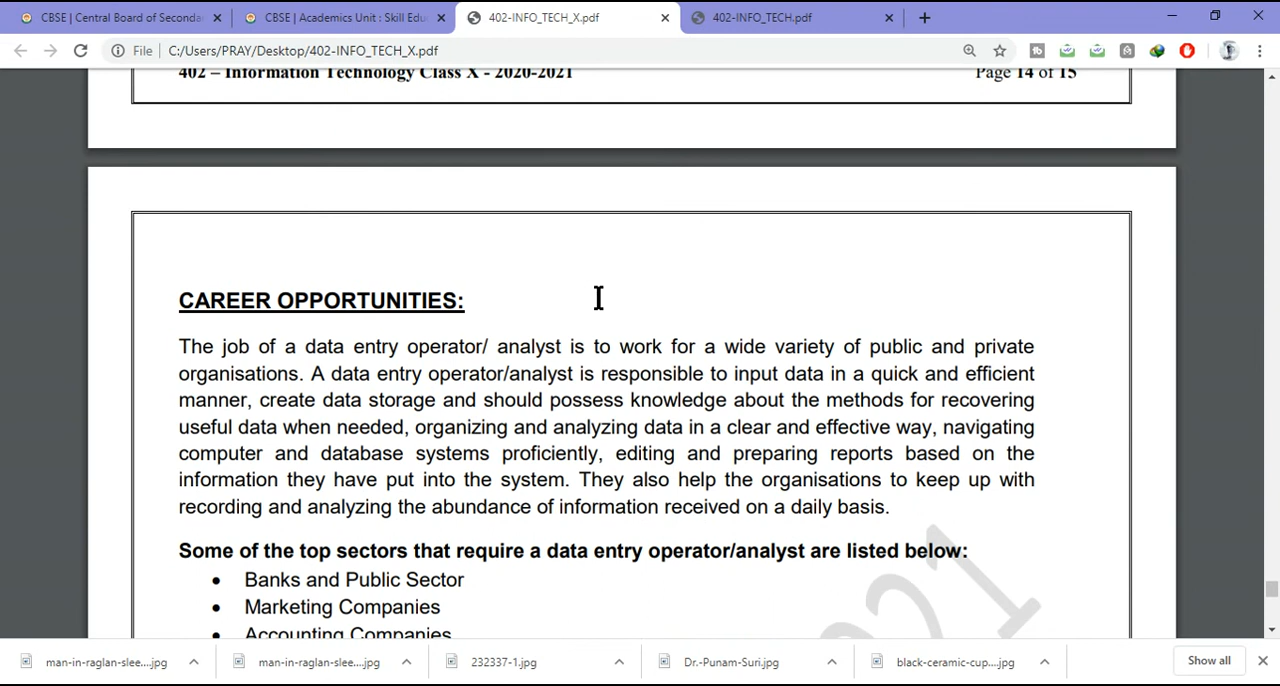 CBSE | Central Board of Seconda
CBSE | Academics Unit : Skill Edu
402-INFO_TECH_X.pdf
402-INFO_TECH.pdf
File
C:/Users/PRAY/Desktop/402-INFO_TECH_X.pdf
402 – Information Technology Class X - 2020-2021
Page 14 of 15
CAREER OPPORTUNITIES:
The job of a data entry operator/ analyst is to work for a wide variety of public and private
organisations. A data entry operator/analyst is responsible to input data in a quick and efficient
manner, create data storage and should possess knowledge about the methods for recovering
useful data when needed, organizing and analyzing data in a clear and effective way, navigating
computer and database systems proficiently, editing and preparing reports based on the
information they have put into the system. They also help the organisations to keep up with
recording and analyzing the abundance of information received on a daily basis.
Some of the top sectors that require a data entry operator/analyst are listed below:
• Banks and Public Sector
• Marketing Companies
• Accounting Companies
21
man-in-raglan-slee....jpg
man-in-raglan-slee....jpg
232337-1.jpg
Dr.-Punam-Suri.jpg
black-ceramic-cup....jpg
Show all